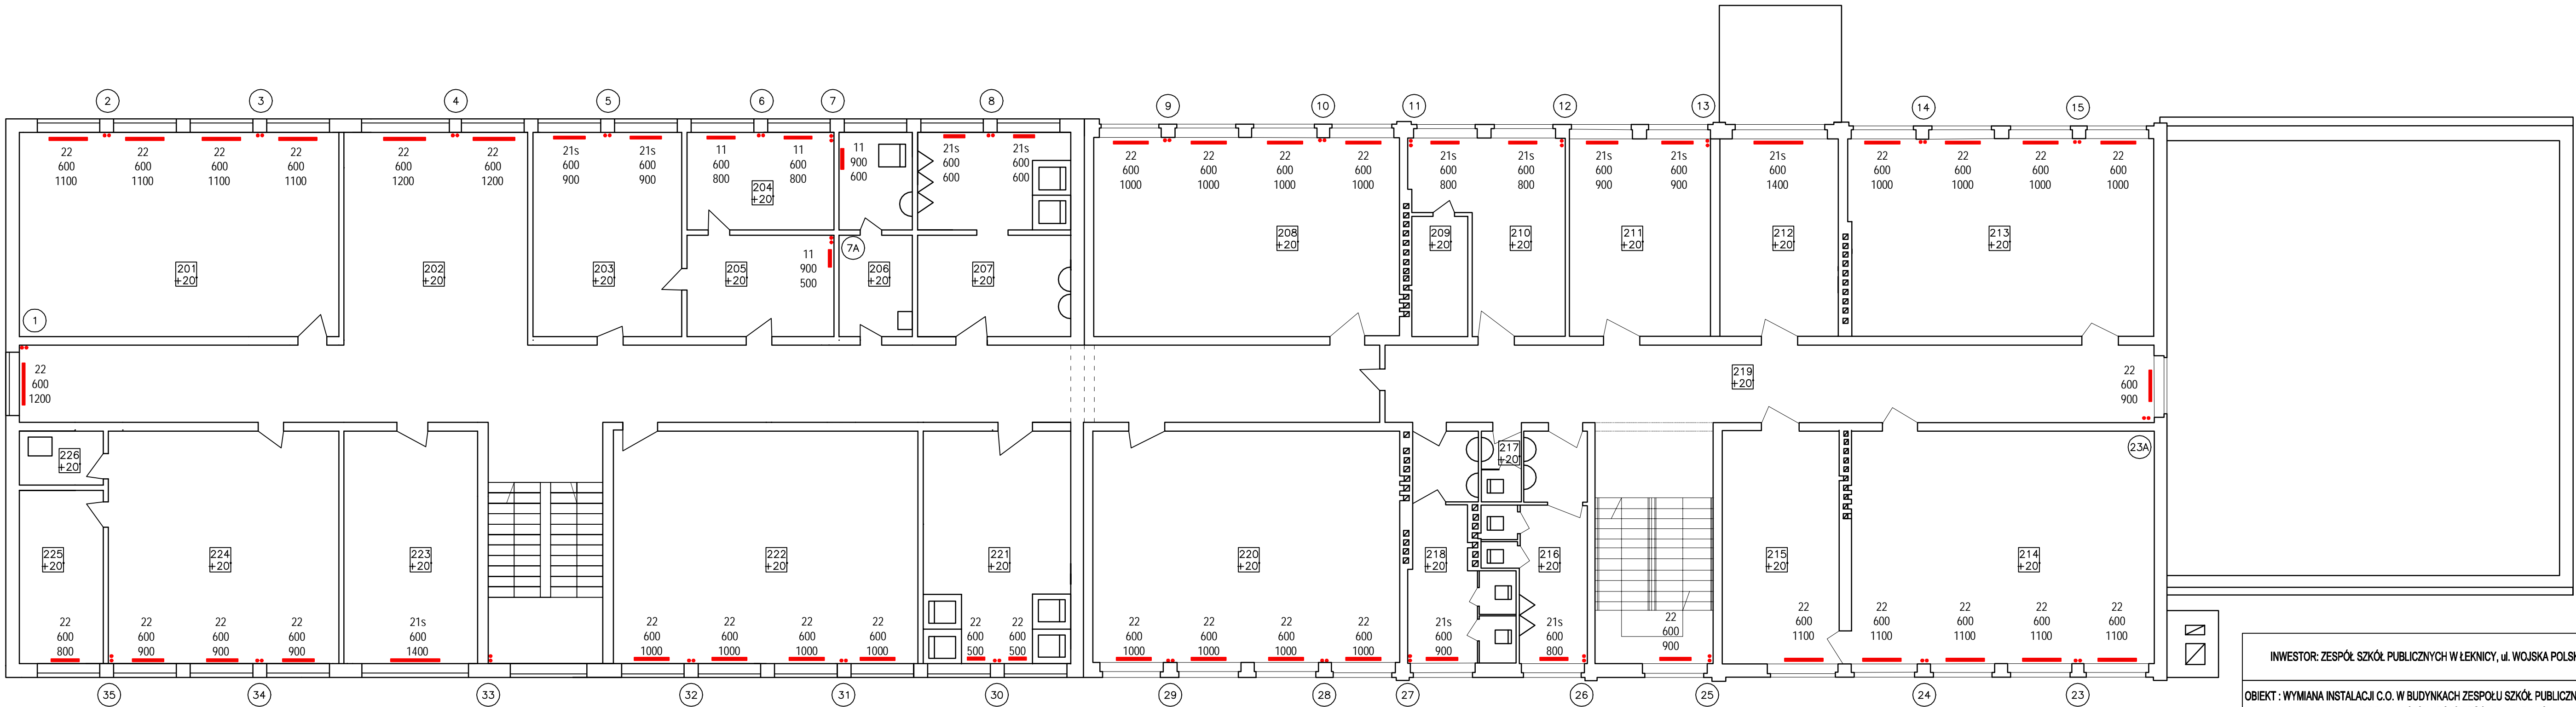 2 3 4 5 6 7 8 9 10 11 12 13 14 15
22 22 22 22 22 22 21s 21s 11 11 11 21s 21s 22 22 22 22 21s 21s 21s 21s 21s 22 22 22 22
600 600 600 600 600 600 600 600 600 600 900 600 600 600 600 600 600 600 600 600 600 600 600 600 600 600
1100 1100 1100 1100 1200 1200 900 900 800 800 600 600 600 1000 1000 1000 1000 800 800 900 900 1400 1000 1000 1000 1000
204
+20°
208 209 210 211 212 213
+20° +20° +20° +20° +20° +20°
7A
11
900
500
201 202 203 205 206 207
+20° +20° +20° +20° +20° +20°
1
22
600
1200
219
+20°
22
600
900
226
+20°
217
+20°
23A
225 224 223 222 221 220 218 216 215 214
+20° +20° +20° +20° +20° +20° +20° +20° +20° +20°
22 22 22 22 21s 22 22 22 22 22 22 22 22 22 22 21s 21s 22 22 22 22 22 22
600 600 600 600 600 600 600 600 600 600 600 600 600 600 600 600 600 600 600 600 600 600 600
800 900 900 900 1400 1000 1000 1000 1000 500 500 1000 1000 1000 1000 900 800 900 1100 1100 1100 1100 1100
35 34 33 32 31 30 29 28 27 26 25 24 23
INWESTOR: ZESPÓŁ SZKÓŁ PUBLICZNYCH W ŁEKNICY, ul. WOJSKA POLSK
OBIEKT : WYMIANA INSTALACJI C.O. W BUDYNKACH ZESPOŁU SZKÓŁ PUBLICZN